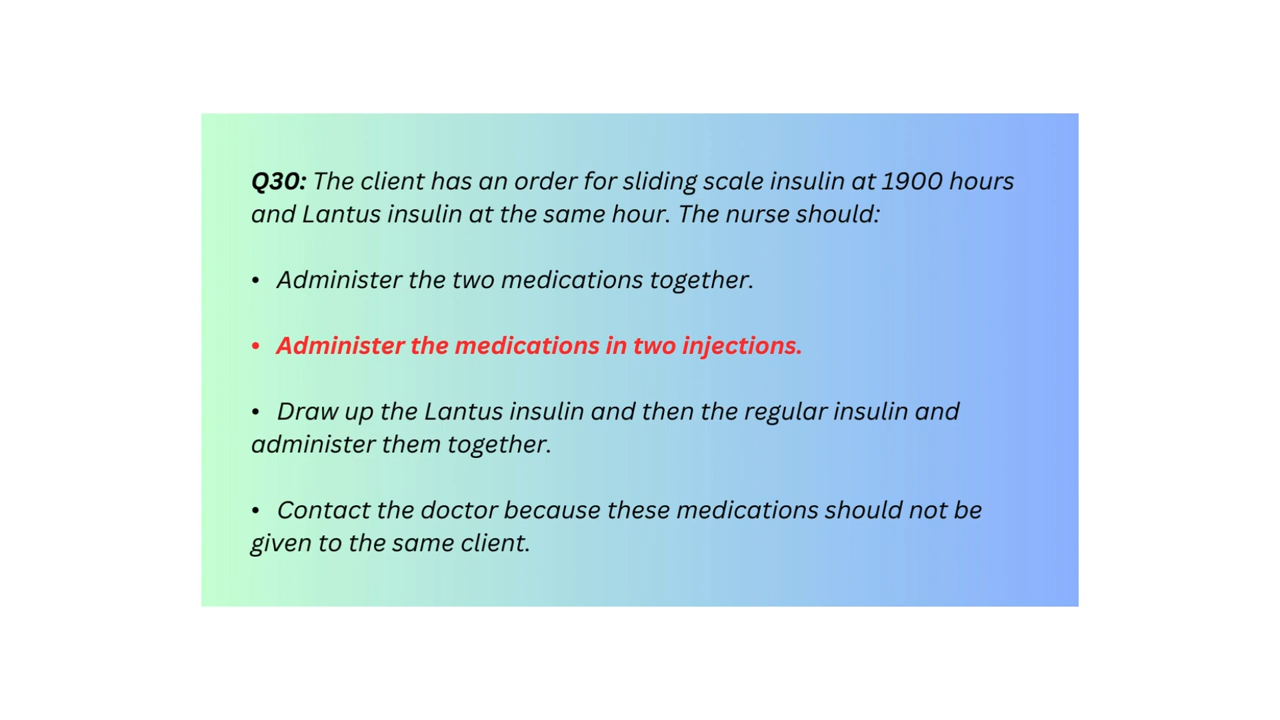 Q30: The client has an order for sliding scale insulin at 1900 hours
and Lantus insulin at the same hour. The nurse should:
• Administer the two medications together.
• Administer the medications in two injections.
• Draw up the Lantus insulin and then the regular insulin and
administer them together.
• Contact the doctor because these medications should not be
given to the same client.